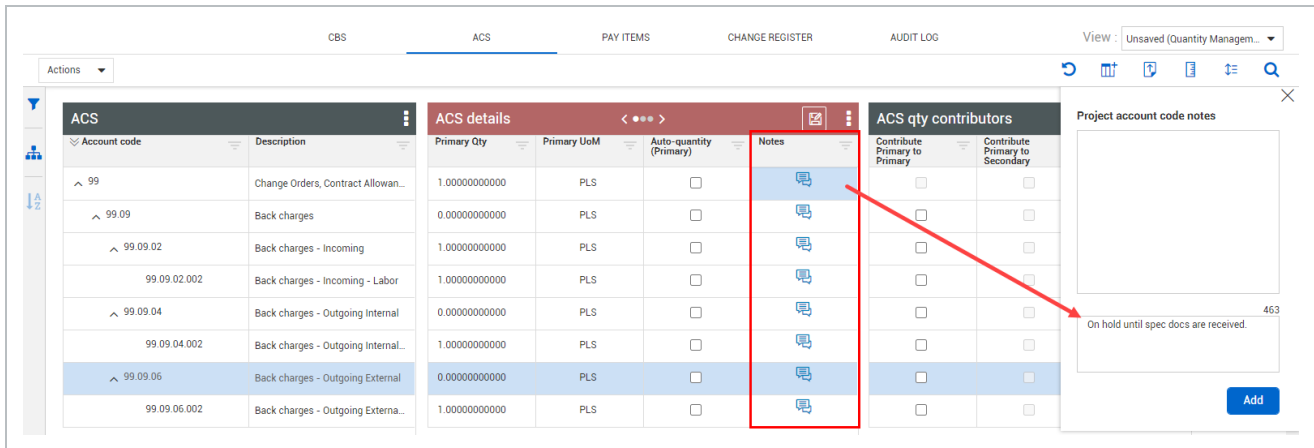 CBS ACS PAY ITEMS CHANGE REGISTER AUDIT LOG View : Unsaved (Quantity Managem...
Actions
ACS ACS details ACS qty contributors Project account code notes
Account code Description Primary Qty Primary UoM Auto-quantity (Primary) Notes Contribute Primary to Primary Contribute Primary to Secondary
99 Change Orders, Contract Allowan... 1.00000000000 PLS
99.09 Back charges 0.00000000000 PLS
99.09.02 Back charges - Incoming 1.00000000000 PLS
99.09.02.002 Back charges - Incoming - Labor 1.00000000000 PLS
99.09.04 Back charges - Outgoing Internal 0.00000000000 PLS
463
On hold until spec docs are received.
99.09.04.002 Back charges - Outgoing Internal... 1.00000000000 PLS
99.09.06 Back charges - Outgoing External 0.00000000000 PLS
Add
99.09.06.002 Back charges - Outgoing Externa... 1.00000000000 PLS